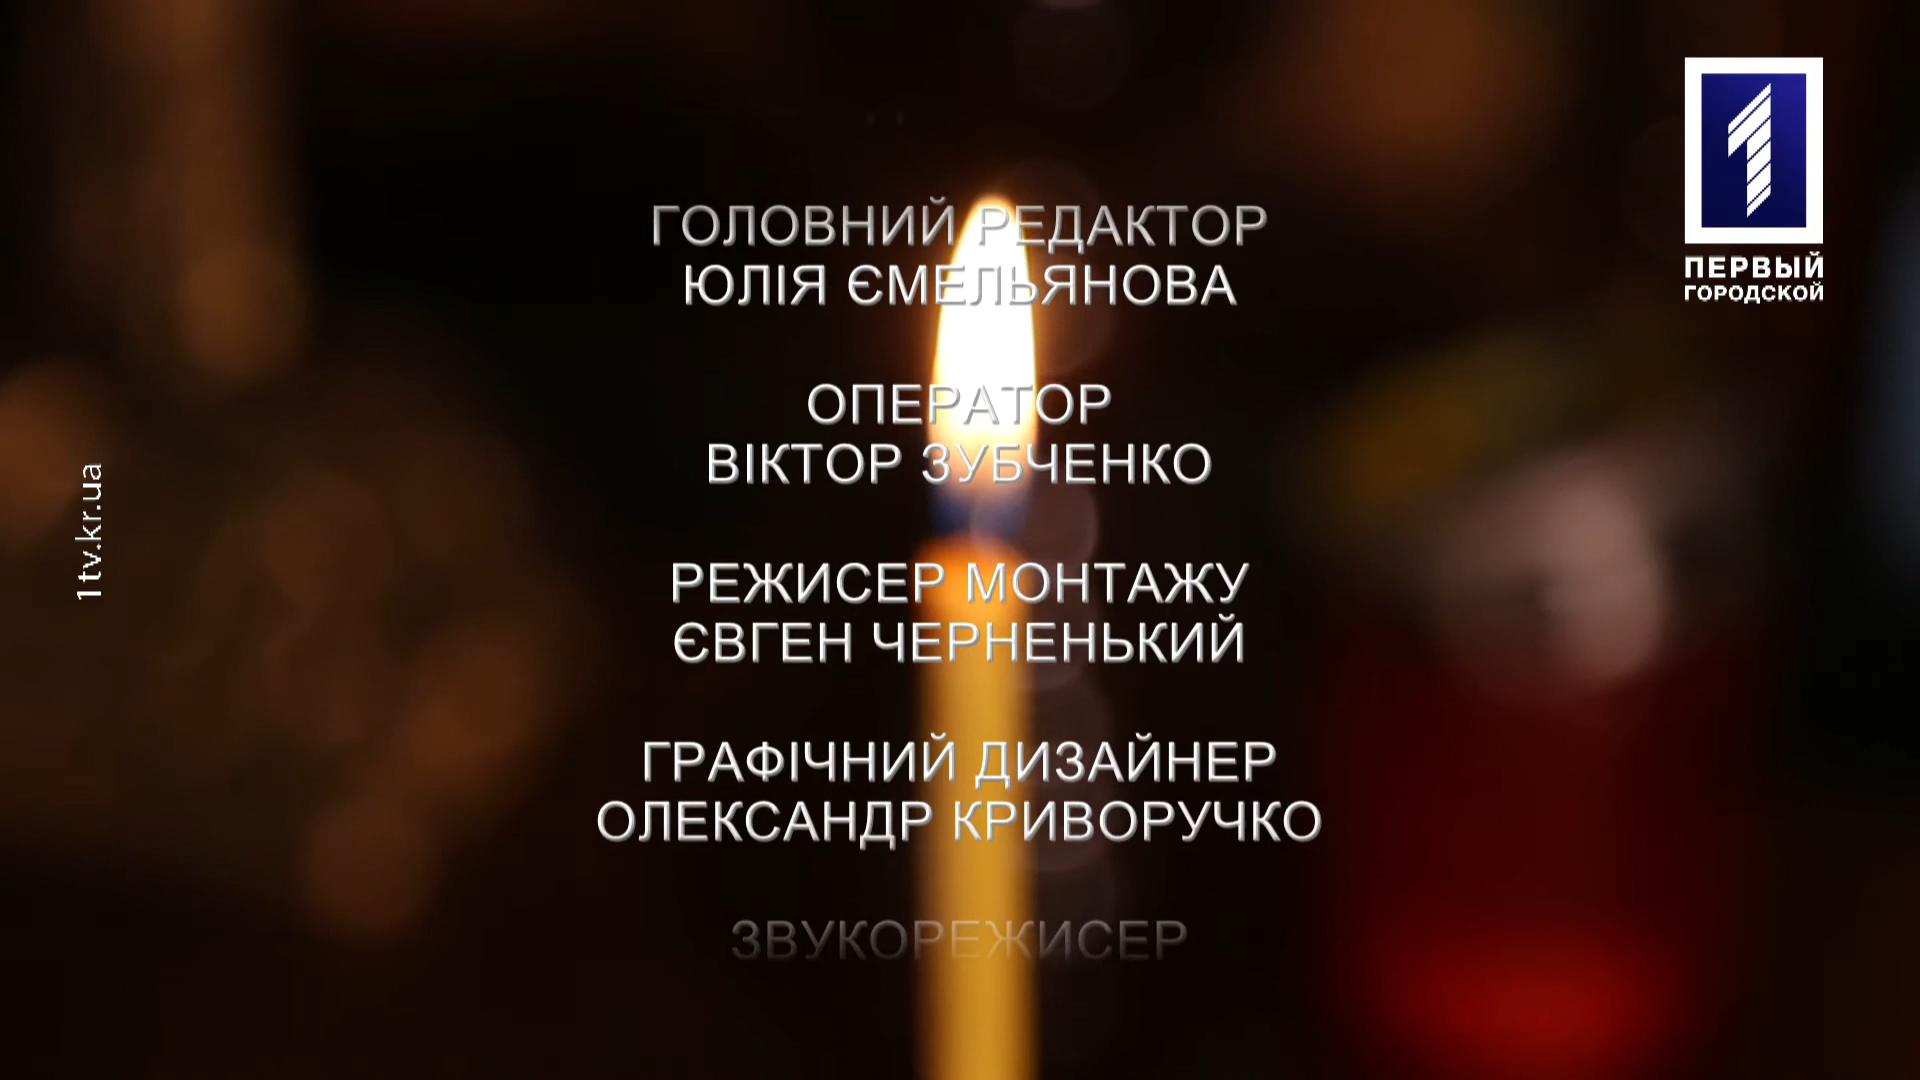 ПЕРВЫЙ
ГОРОДСКОЙ
1tv.kr.ua
ГОЛОВНИЙ РЕДАКТОР
ЮЛІЯ ЄМЕЛЬЯНОВА
ОПЕРАТОР
ВІКТОР ЗУБЧЕНКО
РЕЖИСЕР МОНТАЖУ
ЄВГЕН ЧЕРНЕНЬКИЙ
ГРАФІЧНИЙ ДИЗАЙНЕР
ОЛЕКСАНДР КРИВОРУЧКО
ЗВУКОРЕЖИСЕР